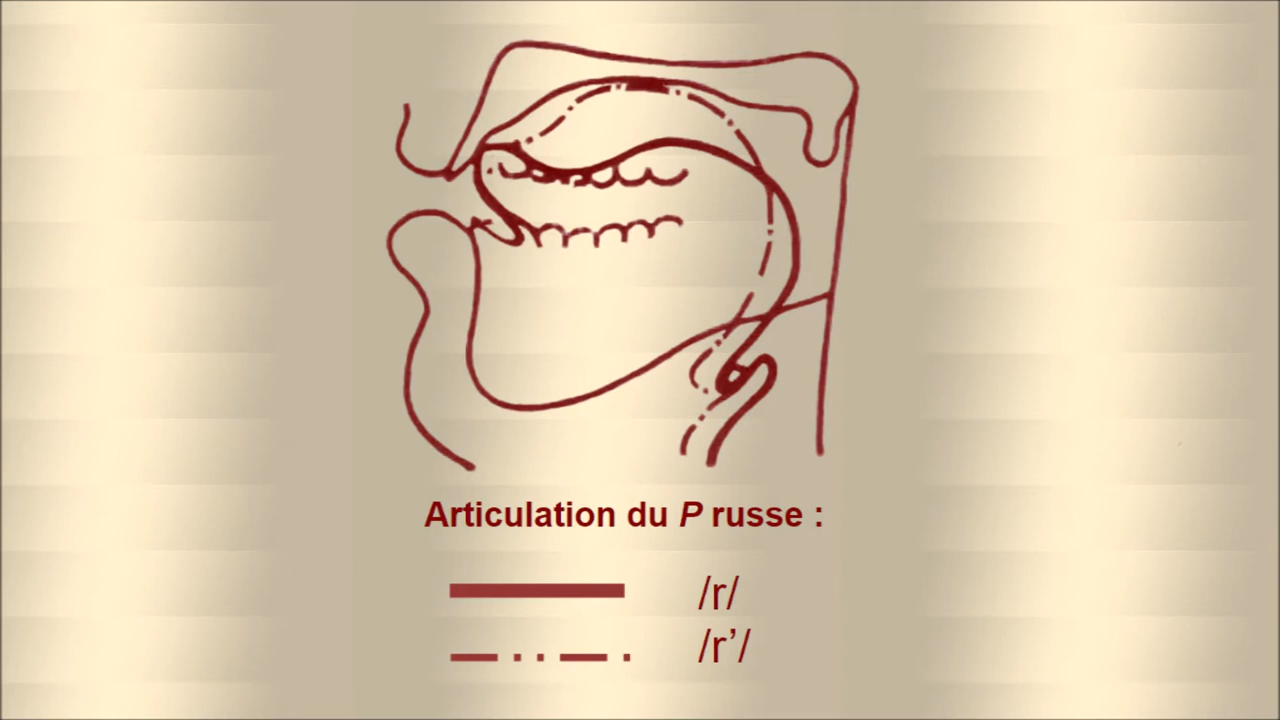 Articulation du Р russe :
/r/
/r’/